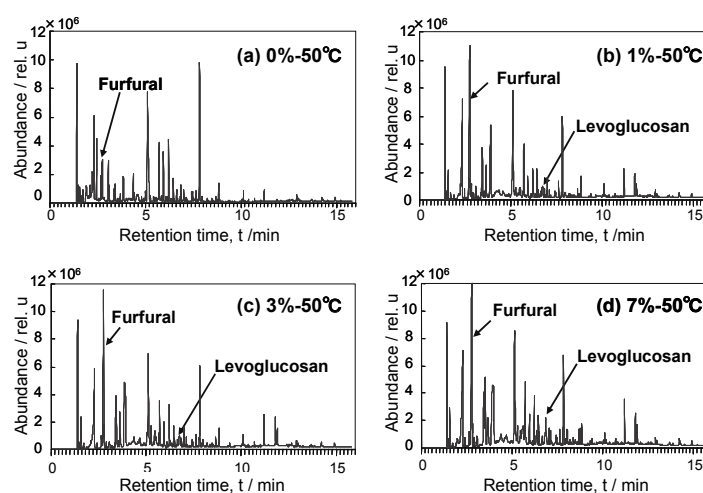 12×10⁶
(a) 0%-50℃
Furfural
Abundance / rel. u
10
8
6
4
2
0
0 5 10 15
Retention time, t /min
12×10⁶
(b) 1%-50℃
Furfural
Levoglucosan
Abundance / rel. u
10
8
6
4
2
0
0 5 10 15
Retention time, t /min
12×10⁶
(c) 3%-50℃
Furfural
Levoglucosan
Abundance / rel. u
10
8
6
4
2
0
0 5 10 15
Retention time, t /min
12×10⁶
(d) 7%-50℃
Furfural
Levoglucosan
Abundance / rel. u
10
8
6
4
2
0
0 5 10 15
Retention time, t /min